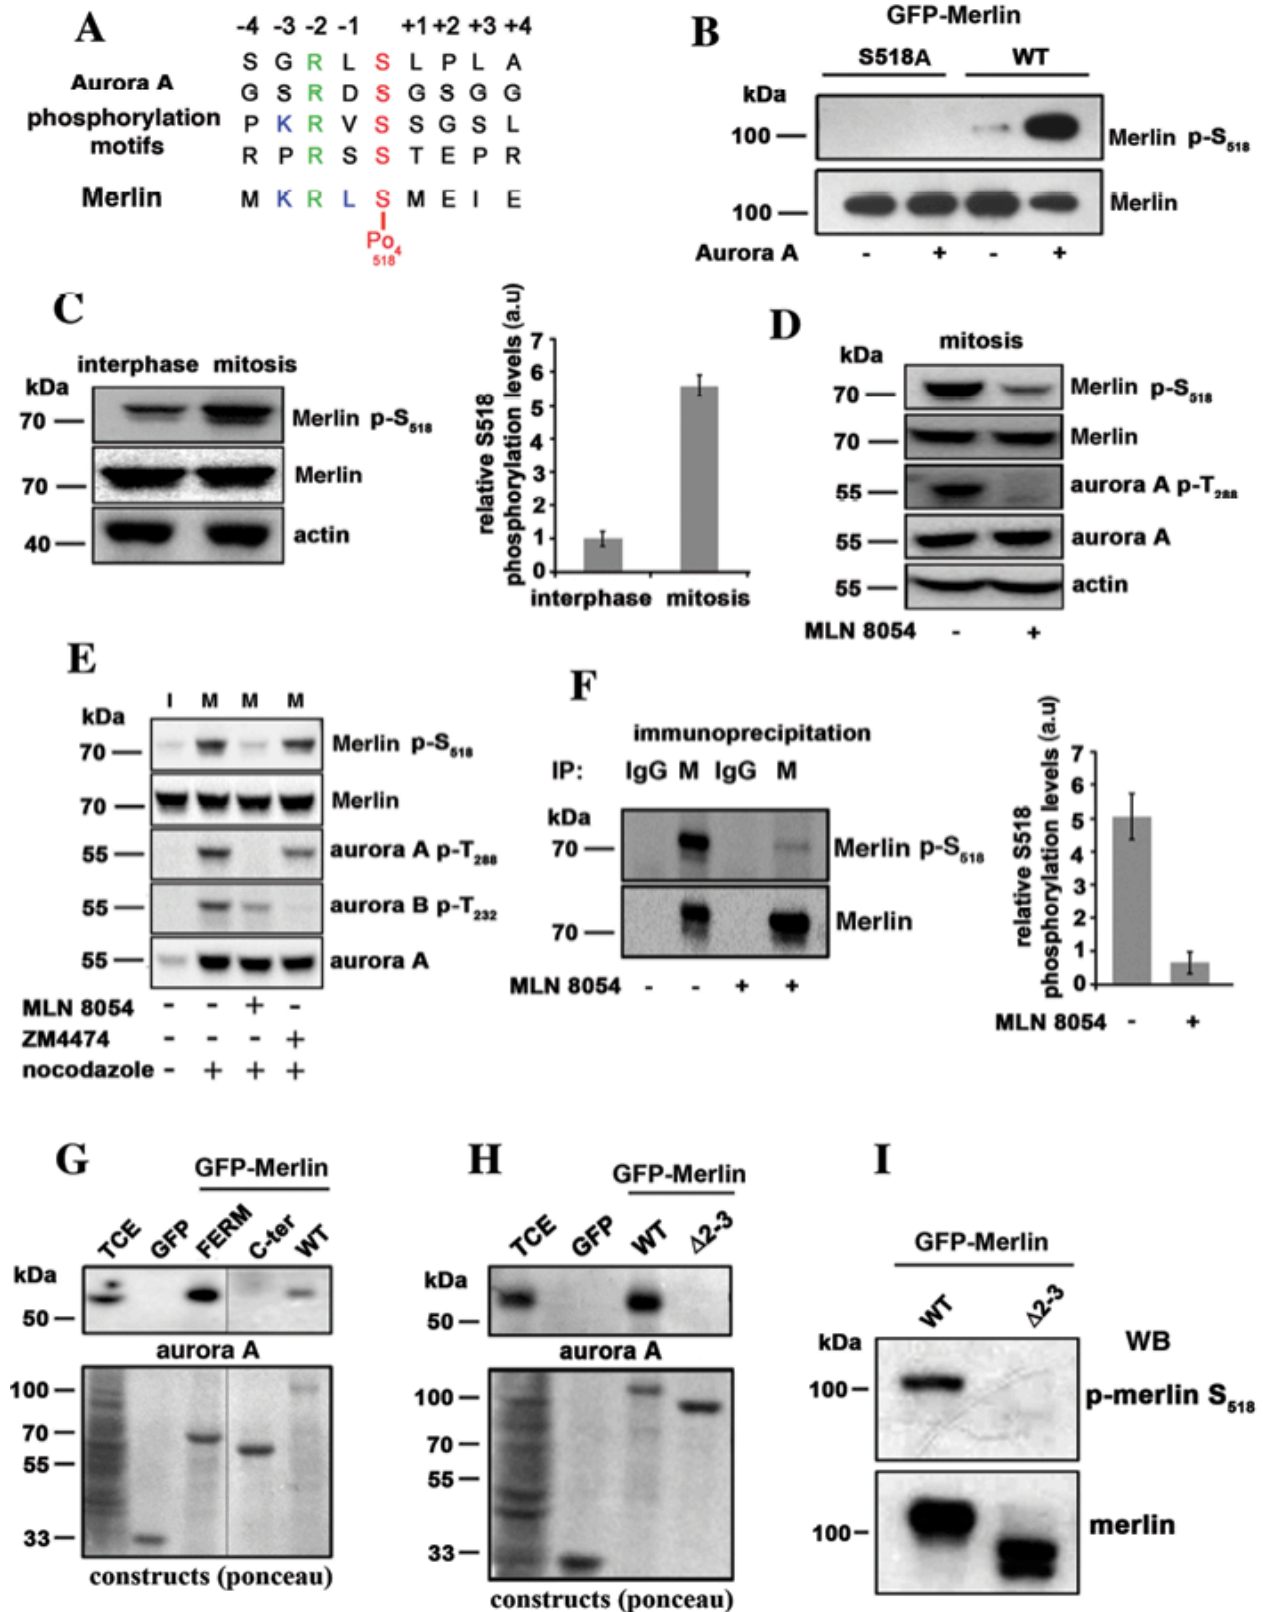 A
-4 -3 -2 -1 +1 +2 +3 +4
Aurora A
phosphorylation
motifs
S G R L S L P L A
G S R D S G S G G
P K R V S S G S L
R P R S S T E P R
Merlin M K R L S M E I E
Po4
518
B
GFP-Merlin
S518A WT
kDa
100 Merlin p-S518
100 Merlin
Aurora A - + - +
C
interphase mitosis
kDa
70 Merlin p-S518
70 Merlin
40 actin
relative S518
phosphorylation levels (a.u)
7
6
5
4
3
2
1
0
interphase mitosis
D
mitosis
kDa
70 Merlin p-S518
70 Merlin
55 aurora A p-T288
55 aurora A
55 actin
MLN 8054 - +
E
I M M M
kDa
70 Merlin p-S518
70 Merlin
55 aurora A p-T288
55 aurora B p-T232
55 aurora A
MLN 8054 - - + -
ZM4474 - - - +
nocodazole - + + +
F
immunoprecipitation
IP: IgG M IgG M
kDa
70 Merlin p-S518
70 Merlin
MLN 8054 - - + +
relative S518
phosphorylation levels (a.u)
7
6
5
4
3
2
1
0
MLN 8054 - +
G
GFP-Merlin
TCE GFP FERM C-ter WT
kDa
50
aurora A
100
70
55
33
constructs (ponceau)
H
GFP-Merlin
TCE GFP WT Δ2-3
kDa
50
aurora A
100
70
55
33
constructs (ponceau)
I
GFP-Merlin
WT Δ2-3
kDa WB
100 p-merlin S518
100 merlin